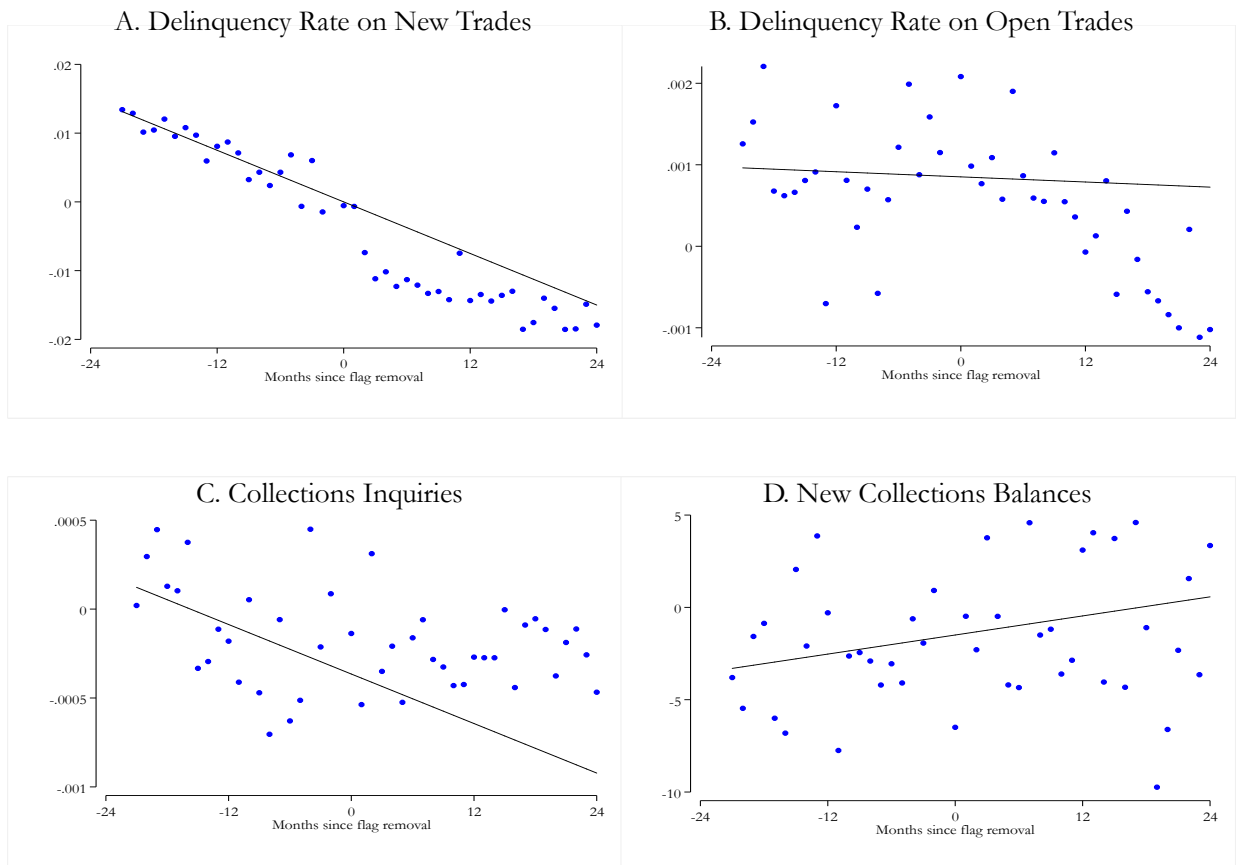 A. Delinquency Rate on New Trades
.02
.01
0
-.01
-.02
-24 -12 0 12 24
Months since flag removal
B. Delinquency Rate on Open Trades
.002
.001
0
-.001
-24 -12 0 12 24
Months since flag removal
C. Collections Inquiries
.0005
0
-.0005
-.001
-24 -12 0 12 24
Months since flag removal
D. New Collections Balances
5
0
-5
-10
-24 -12 0 12 24
Months since flag removal